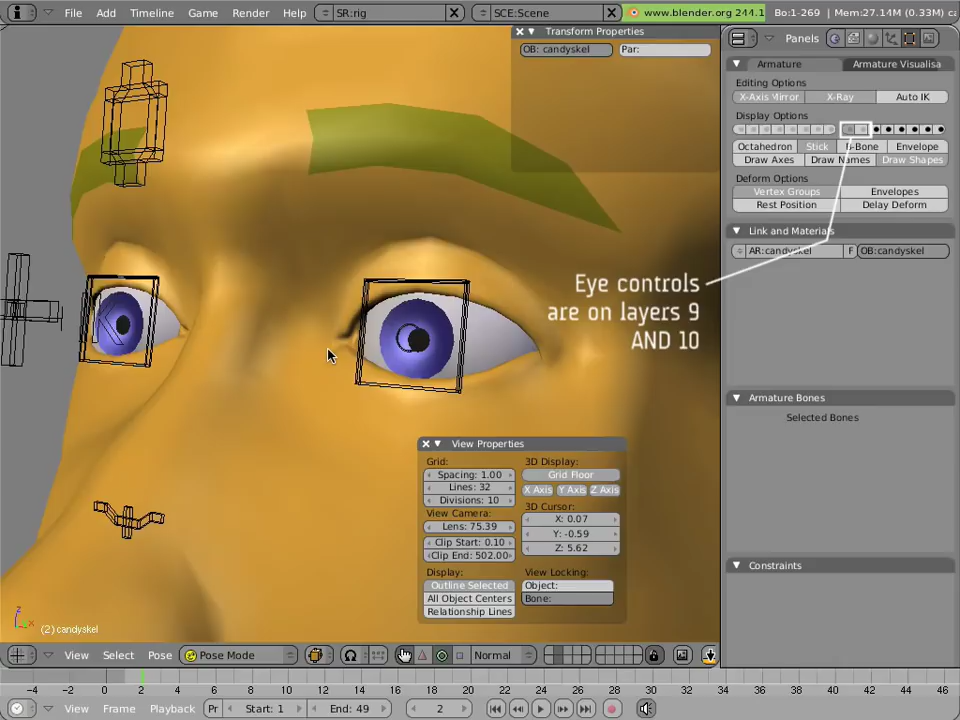 File Add Timeline Game Render Help SR:rig SCE:Scene www.blender.org 244.1 Bo:1-269 | Mem:27.14M (0.33M)
Transform Properties
OB: candyskel Par:
Panels
Armature Armature Visualisa
Editing Options
X-Axis Mirror X-Ray Auto IK
Display Options
Octahedron Stick B-Bone Envelope
Draw Axes Draw Names Draw Shapes
Deform Options
Vertex Groups Envelopes
Rest Position Delay Deform
Link and Materials
AR:candyskel F OB:candyskel
Eye controls
are on layers 9
AND 10
Armature Bones
Selected Bones
Constraints
View Properties
Grid: 3D Display:
Spacing: 1.00 Grid Floor
Lines: 32
Divisions: 10 X Axis Y Axis Z Axis
View Camera: 3D Cursor:
Lens: 75.39 X: 0.07
Y: -0.59
Clip Start: 0.10 Z: 5.62
Clip End: 502.00
Display: View Locking:
Outline Selected Object:
All Object Centers Bone:
Relationship Lines
z
x
(2) candyskel
View Select Pose Pose Mode Normal
-4 -2 0 2 4 6 8 10 12 14 16 18 20 22 24 26 28 30 32 34 36 38 40 42 44 46
View Frame Playback Pr Start: 1 End: 49 2